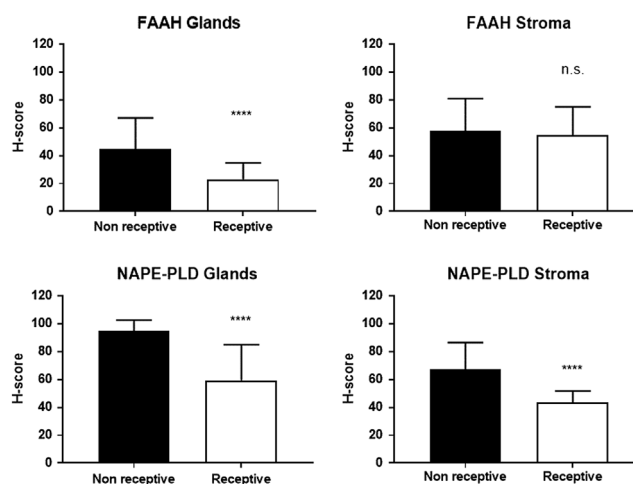 FAAH Glands
120
100
80
60
40
20
0
H-score
****
Non receptive Receptive
FAAH Stroma
120
100
80
60
40
20
0
H-score
n.s.
Non receptive Receptive
NAPE-PLD Glands
120
100
80
60
40
20
0
H-score
****
Non receptive Receptive
NAPE-PLD Stroma
120
100
80
60
40
20
0
H-score
****
Non receptive Receptive